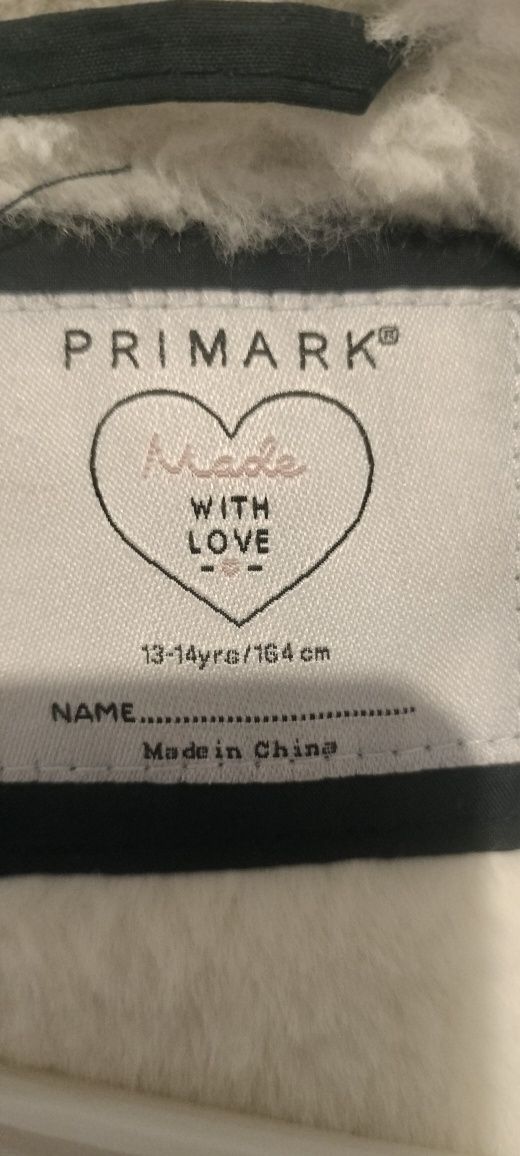 PRIMARK®
Made
WITH
LOVE
13-14yrs/164 cm
NAME...............................
Made in China